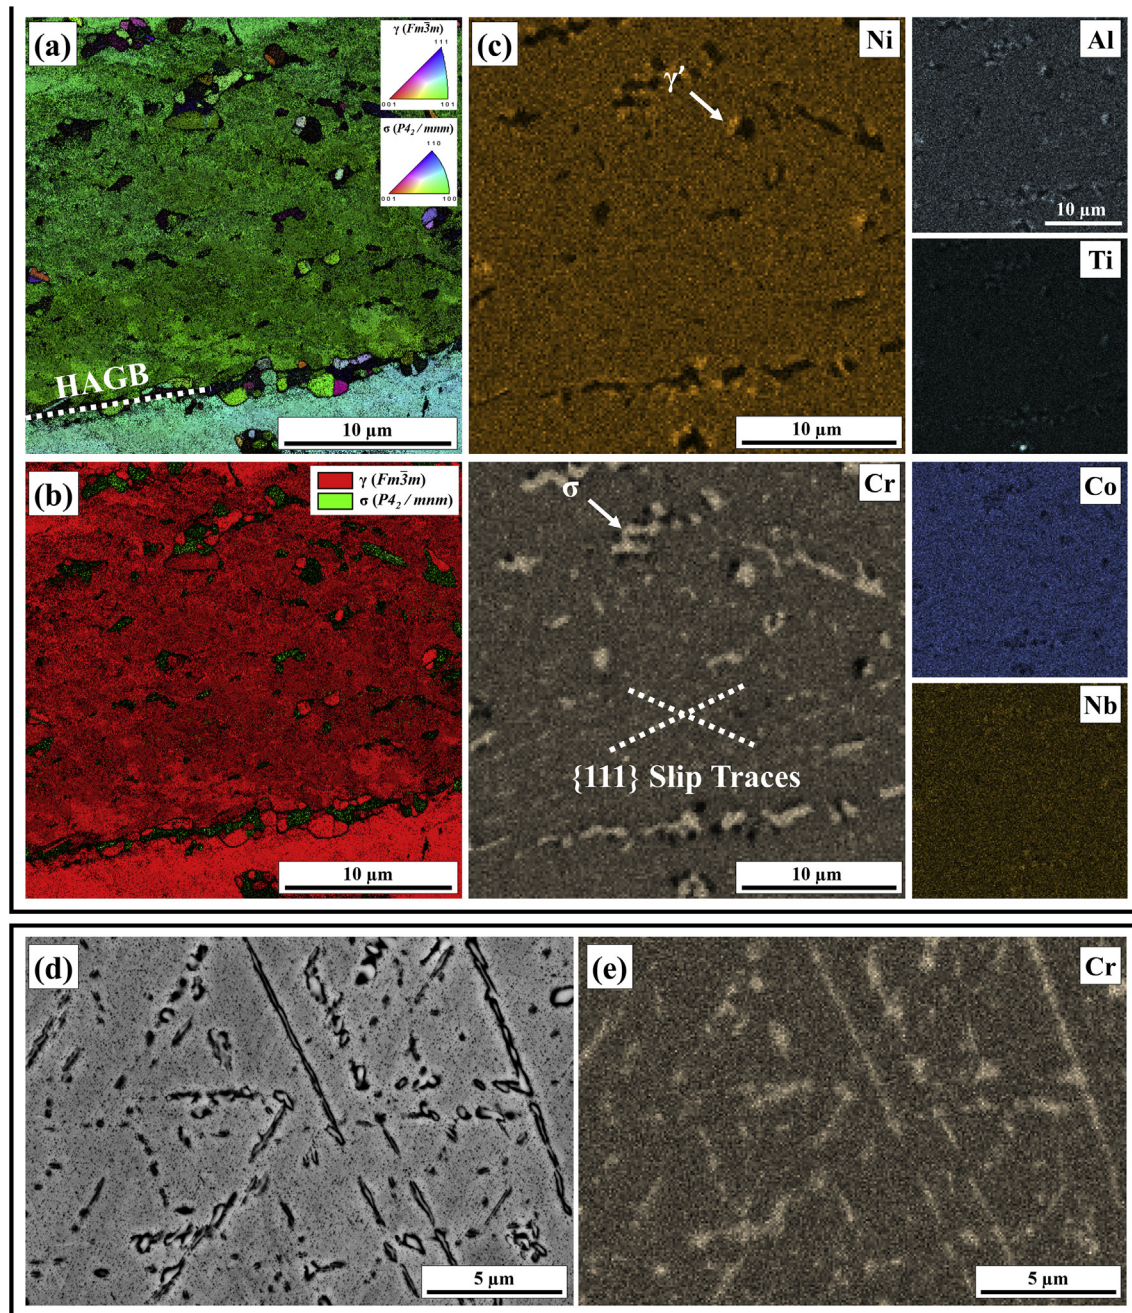 (a)
γ (Fm3̅m)
111
001
101
σ (P4₂ / mnm)
110
001
100
HAGB
10 μm
(c)
Ni
γ’
10 μm
Al
10 μm
Ti
(b)
γ (Fm3̅m)
σ (P4₂ / mnm)
10 μm
Cr
σ
{111} Slip Traces
10 μm
Co
Nb
(d)
5 μm
(e)
Cr
5 μm